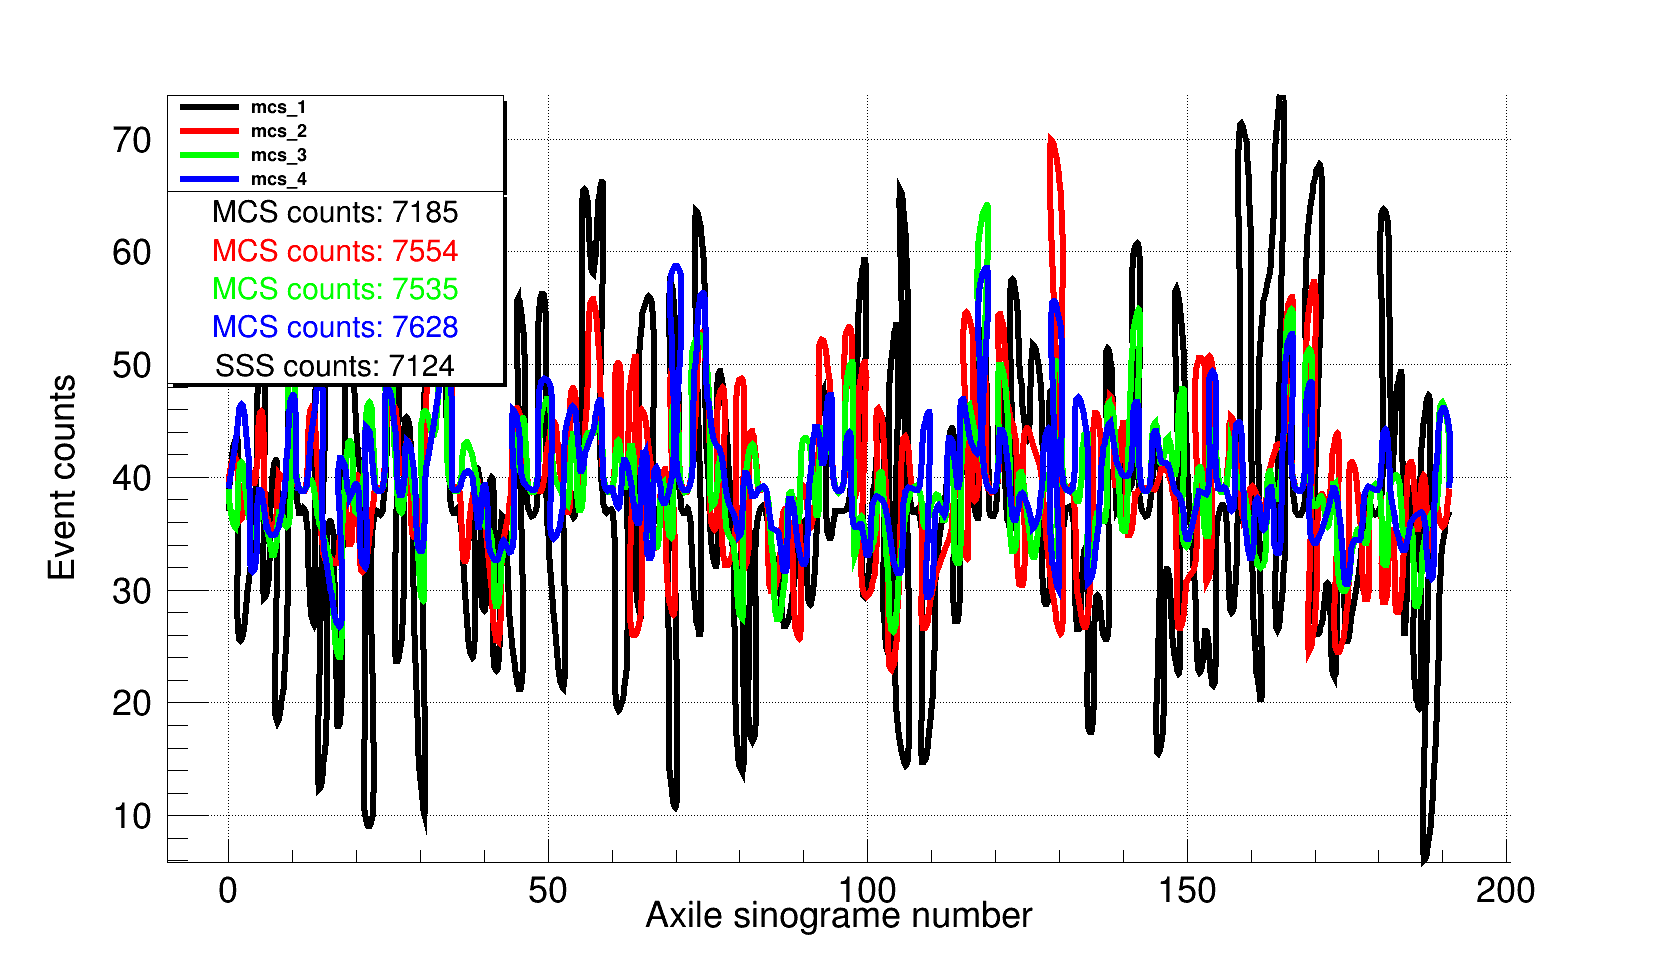 mcs_1
mcs_2
mcs_3
mcs_4
MCS counts: 7185
MCS counts: 7554
MCS counts: 7535
MCS counts: 7628
SSS counts: 7124
70
60
50
40
30
20
10
Event counts
0 50 100 150 200
Axile sinograme number